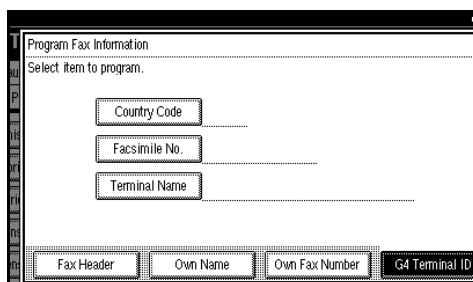 Program Fax Information
Select item to program.
Country Code
Facsimile No.
Terminal Name
Fax Header Own Name Own Fax Number G4 Terminal ID